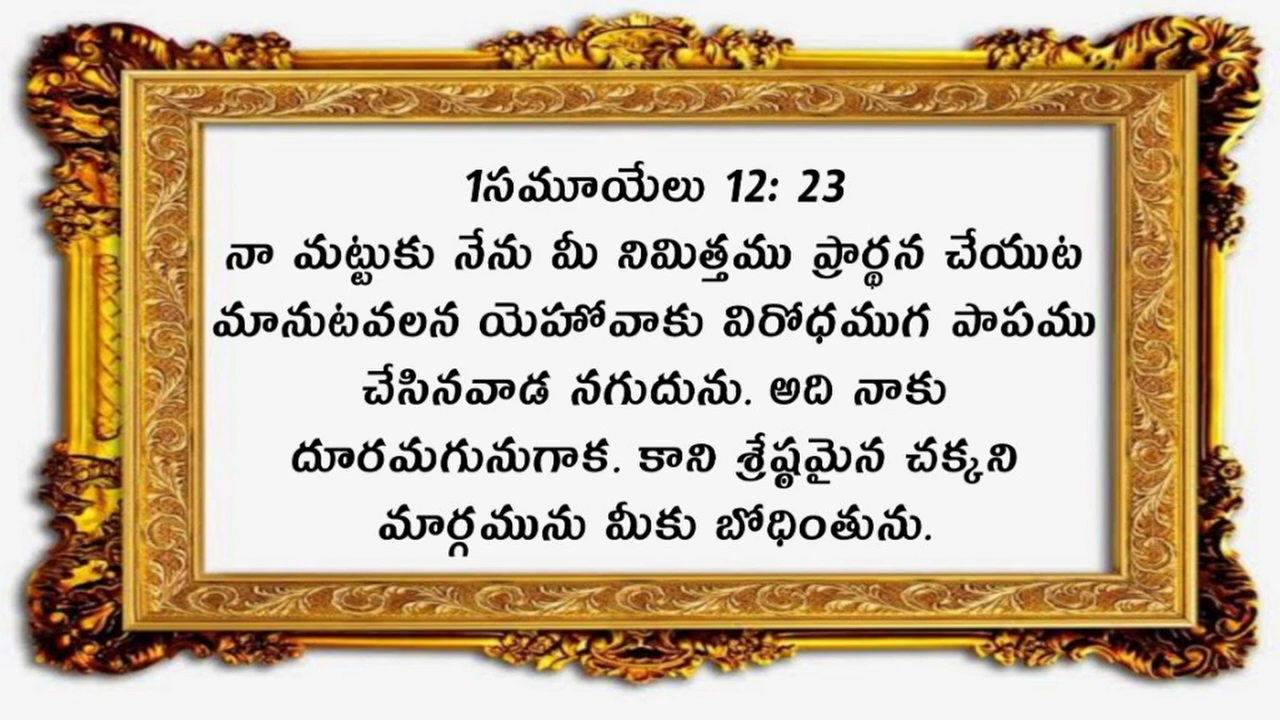 1సమూయేలు 12: 23
నా మట్టుకు నేను మీ నిమిత్తము ప్రార్థన చేయుట
మానుటవలన యెహోవాకు విరోధముగ పాపము
చేసినవాడ నగుదును. అది నాకు
దూరమగునుగాక. కాని శ్రేష్ఠమైన చక్కని
మార్గమును మీకు బోధింతును.